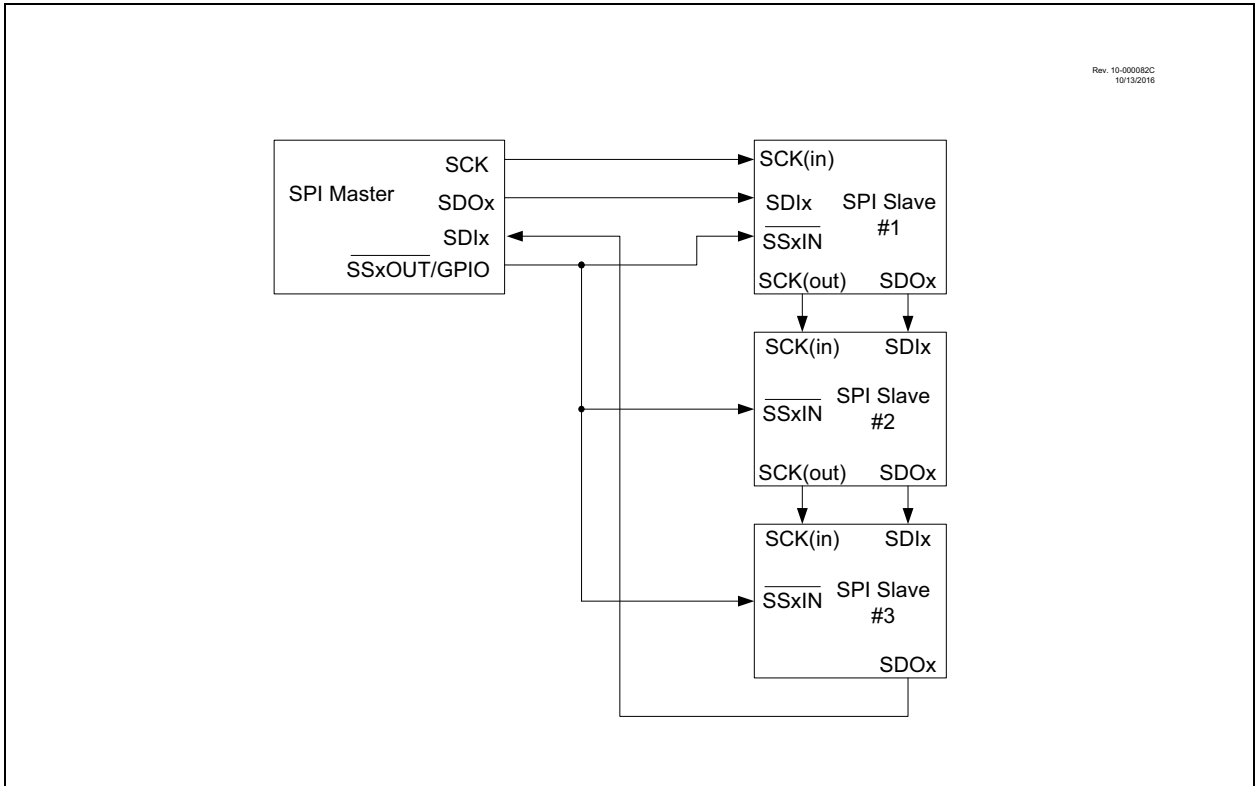 Rev. 10-000082C
10/13/2016
SPI Master
SCK
SDOx
SDIx
SSxOUT/GPIO
SCK(in)
SDIx
SSxIN
SPI Slave
#1
SCK(out) SDOx
SCK(in) SDIx
SSxIN
SPI Slave
#2
SCK(out) SDOx
SCK(in) SDIx
SSxIN
SPI Slave
#3
SDOx